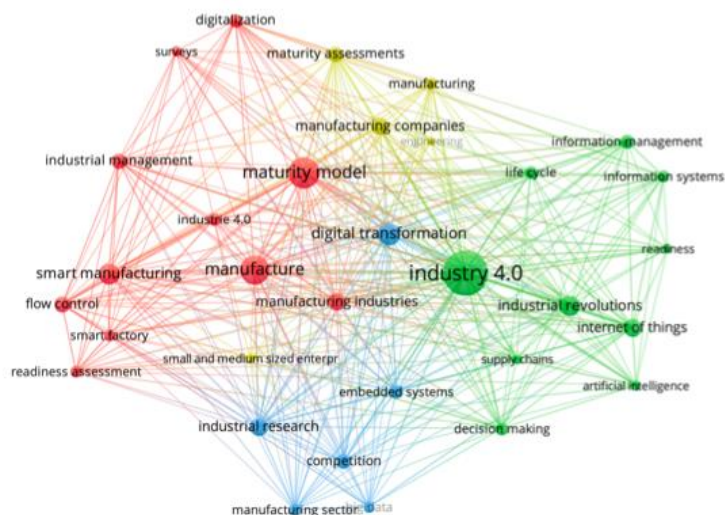 digitalization
surveys
maturity assessments
manufacturing
manufacturing companies
engineering
information management
industrial management
maturity model
life cycle
information systems
industrie 4.0
digital transformation
readiness
smart manufacturing
manufacture
industry 4.0
flow control
manufacturing industries
industrial revolutions
internet of things
smart factory
small and medium sized enterpr
supply chains
readiness assessment
embedded systems
artificial intelligence
industrial research
decision making
competition
manufacturing sector
big data